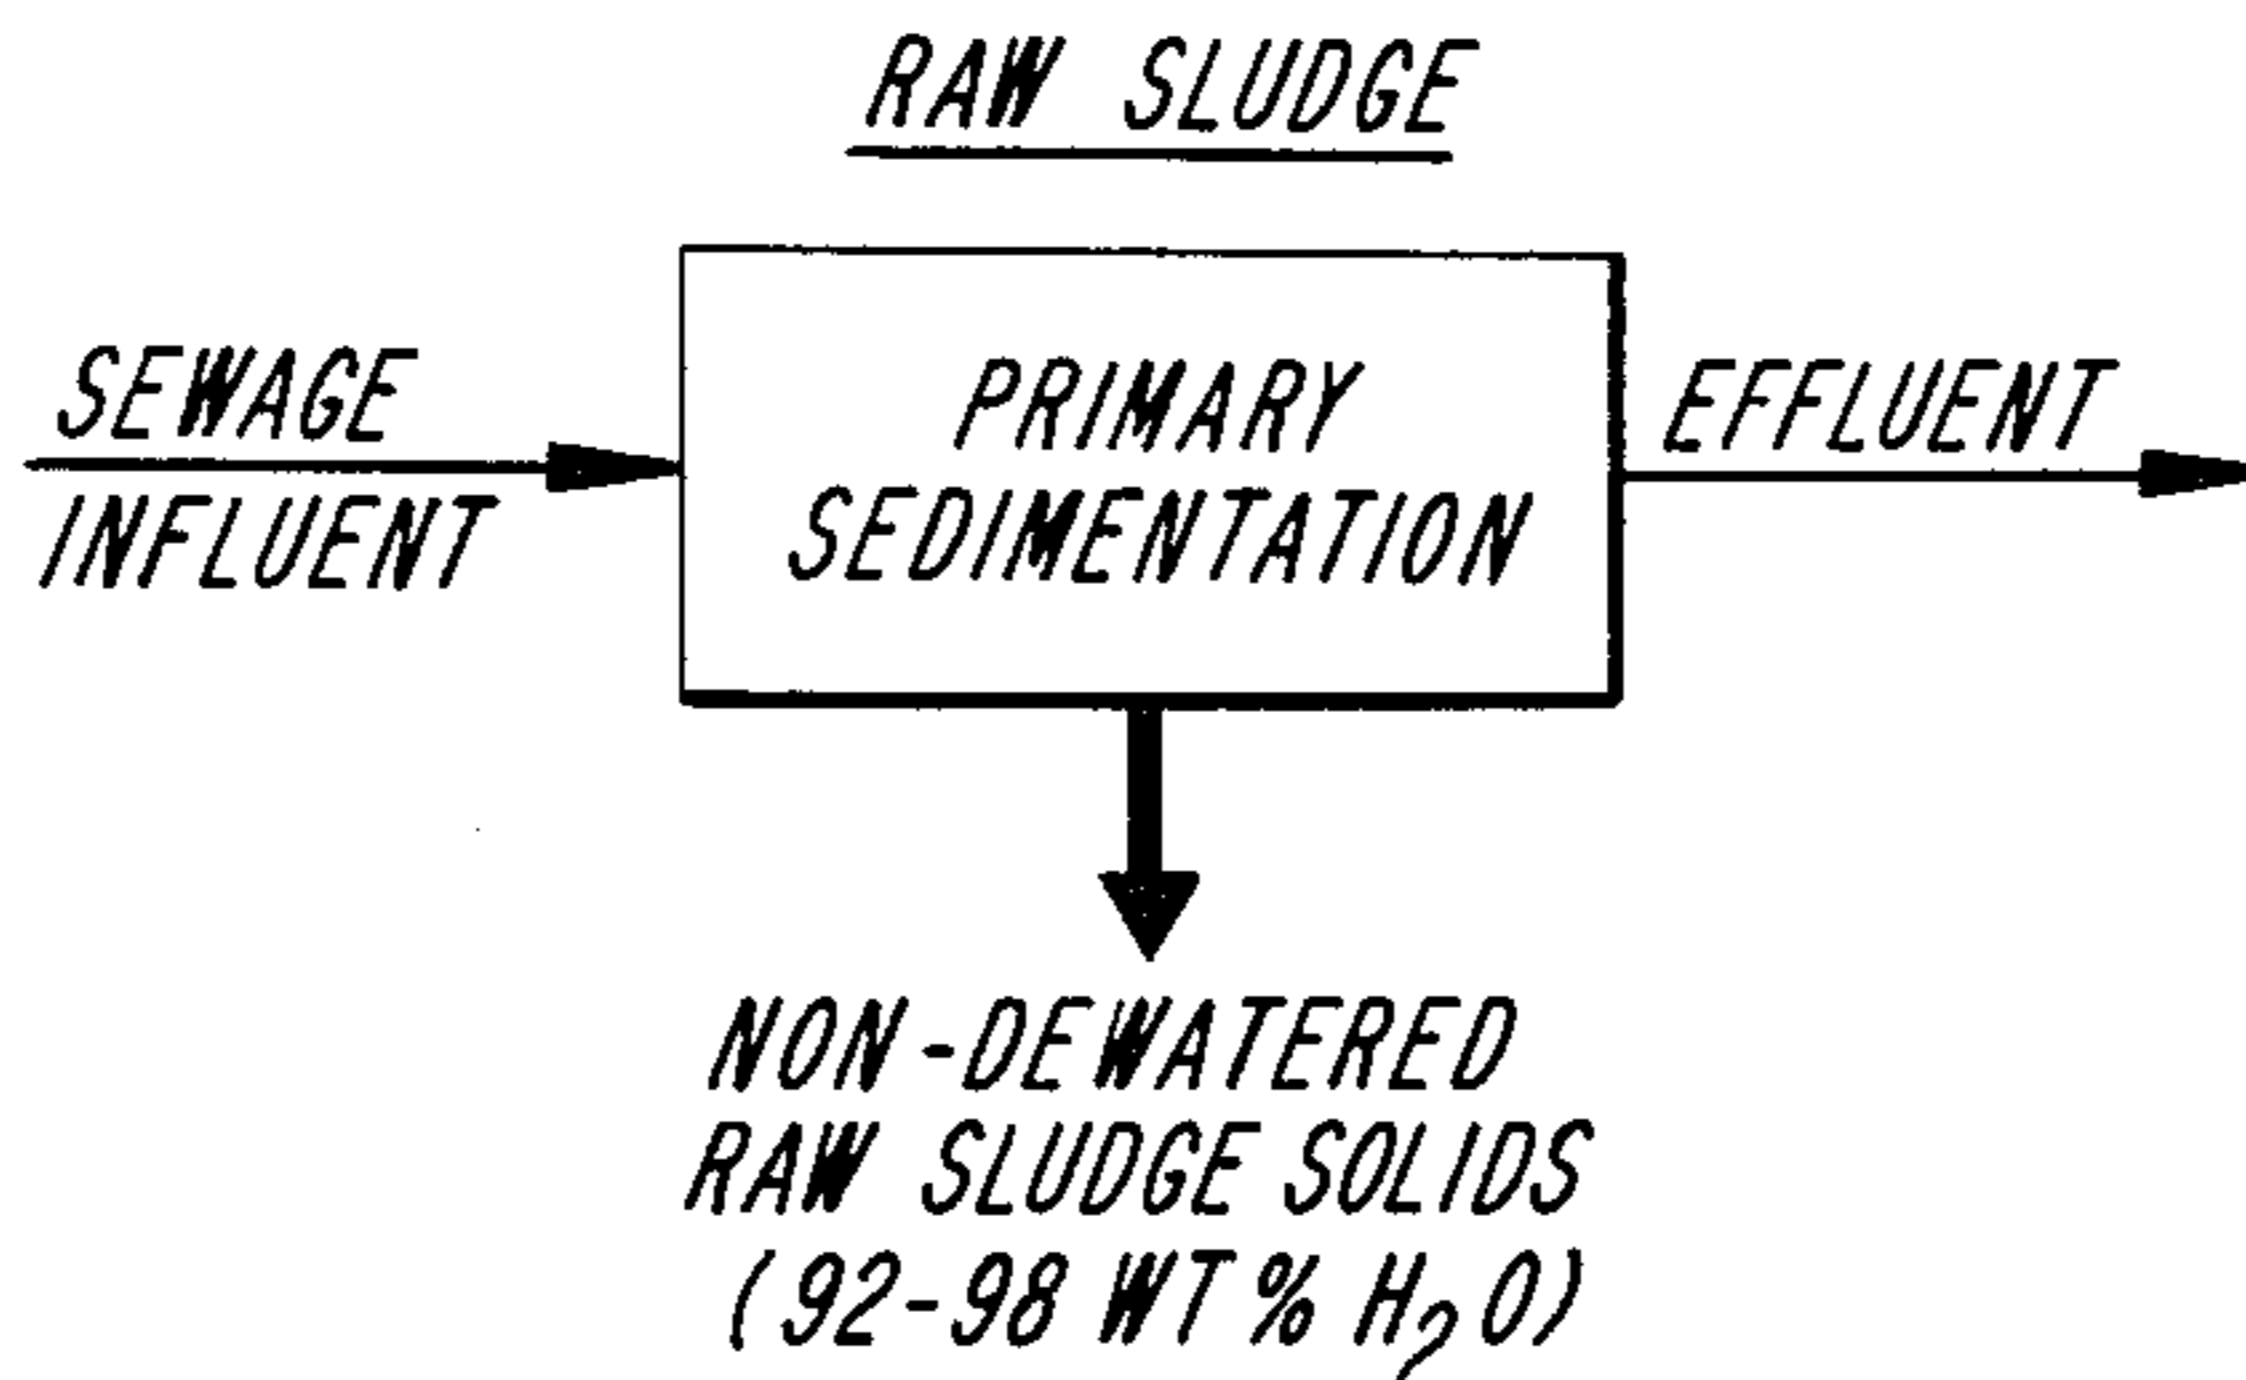 RAW SLUDGE
SEWAGE
INFLUENT
PRIMARY
SEDIMENTATION
EFFLUENT
NON-DEWATERED
RAW SLUDGE SOLIDS
(92-98 WT % H₂O)